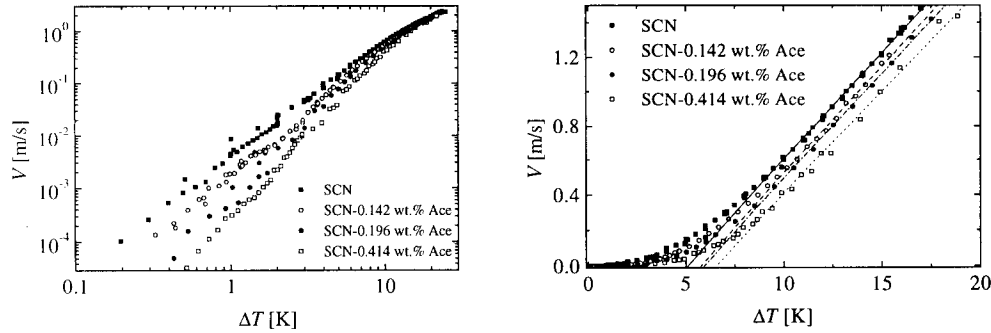 10⁰
10⁻¹
10⁻²
10⁻³
10⁻⁴
V [m/s]
SCN
SCN-0.142 wt.% Ace
SCN-0.196 wt.% Ace
SCN-0.414 wt.% Ace
0.1
1
10
ΔT [K]
1.2
0.8
0.4
0.0
V [m/s]
SCN
SCN-0.142 wt.% Ace
SCN-0.196 wt.% Ace
SCN-0.414 wt.% Ace
0
5
10
15
20
ΔT [K]